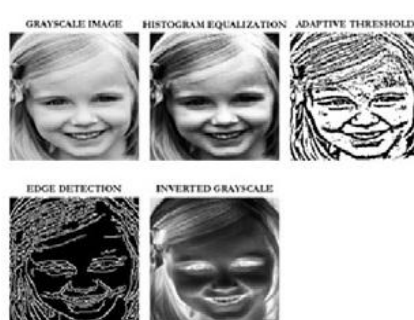 GRAYSCALE IMAGE
HISTOGRAM EQUALIZATION
ADAPTIVE THRESHOLD
EDGE DETECTION
INVERTED GRAYSCALE